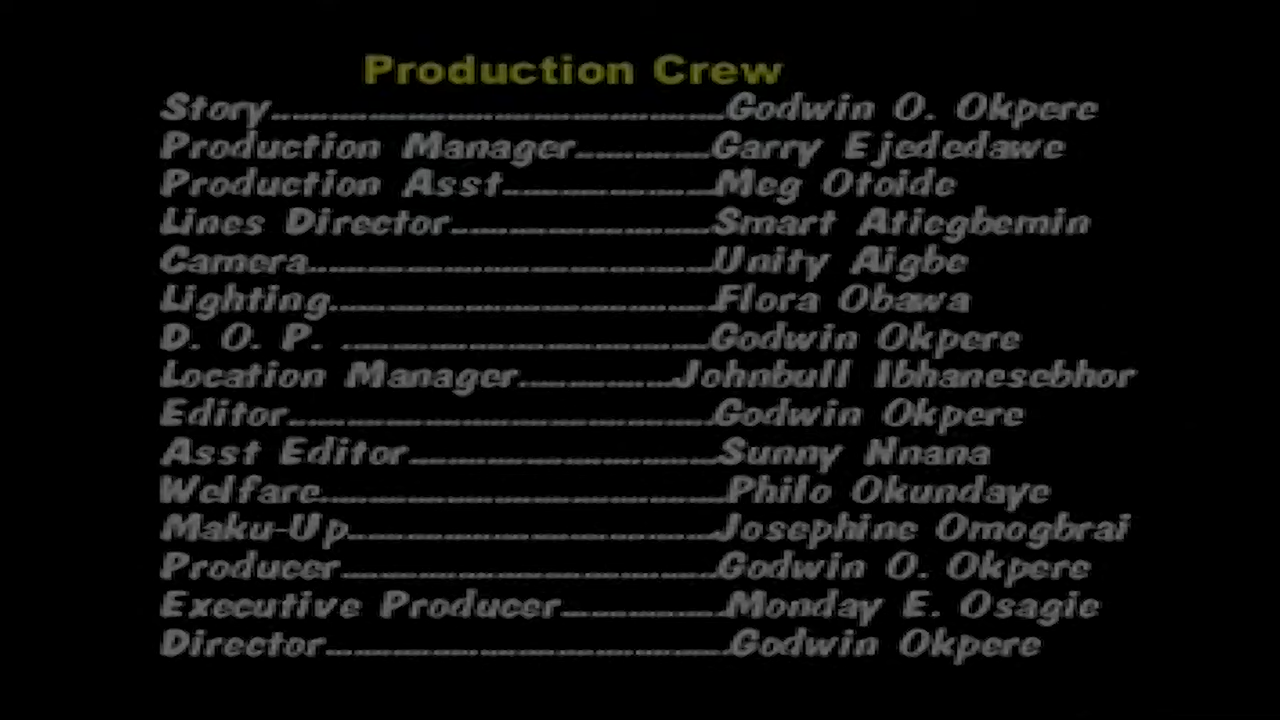 Production Crew
Story........................................Godwin O. Okpere
Production Manager............Garry Ejededawe
Production Asst....................Meg Otoide
Lines Director........................Smart Atiegbemin
Camera.....................................Unity Aigbe
Lighting...................................Flora Obawa
D. O. P. .................................Godwin Okpere
Location Manager..............Johnbull Ibhanesebhor
Editor.......................................Godwin Okpere
Asst Editor............................Sunny Nnana
Welfare....................................Philo Okundaye
Maku-Up..................................Josephine Omogbrai
Producer..................................Godwin O. Okpere
Executive Producer..............Monday E. Osagie
Director....................................Godwin Okpere